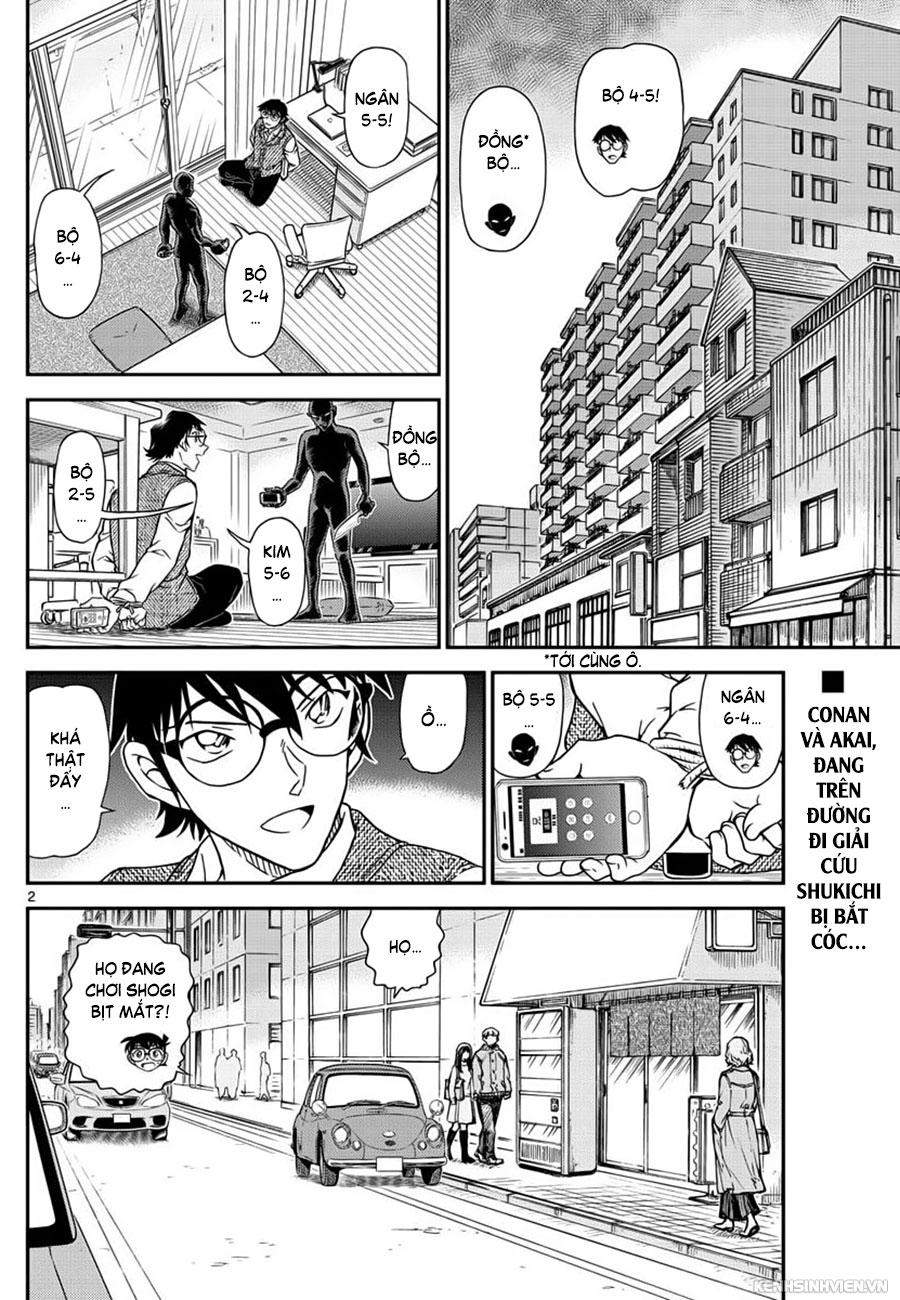 BỘ 4-5!
ĐỒNG*
BỘ...
NGÂN
5-5!
BỘ
6-4
...
BỘ
2-4
...
ĐỒNG
BỘ...
BỘ
2-5
...
KIM
5-6
...
*TỚI CÙNG Ô.
CONAN
VÀ AKAI,
ĐANG
TRÊN
ĐƯỜNG
ĐI GIẢI
CỨU
SHUKICHI
BỊ BẮT
CÓC...
NGÂN
6-4...
BỘ 5-5
...
Ồ...
KHÁ
THẬT
ĐẤY
...
2
HỌ...
HỌ ĐANG
CHƠI SHOGI
BỊT MẮT?!
KENHSINHVIEN.VN